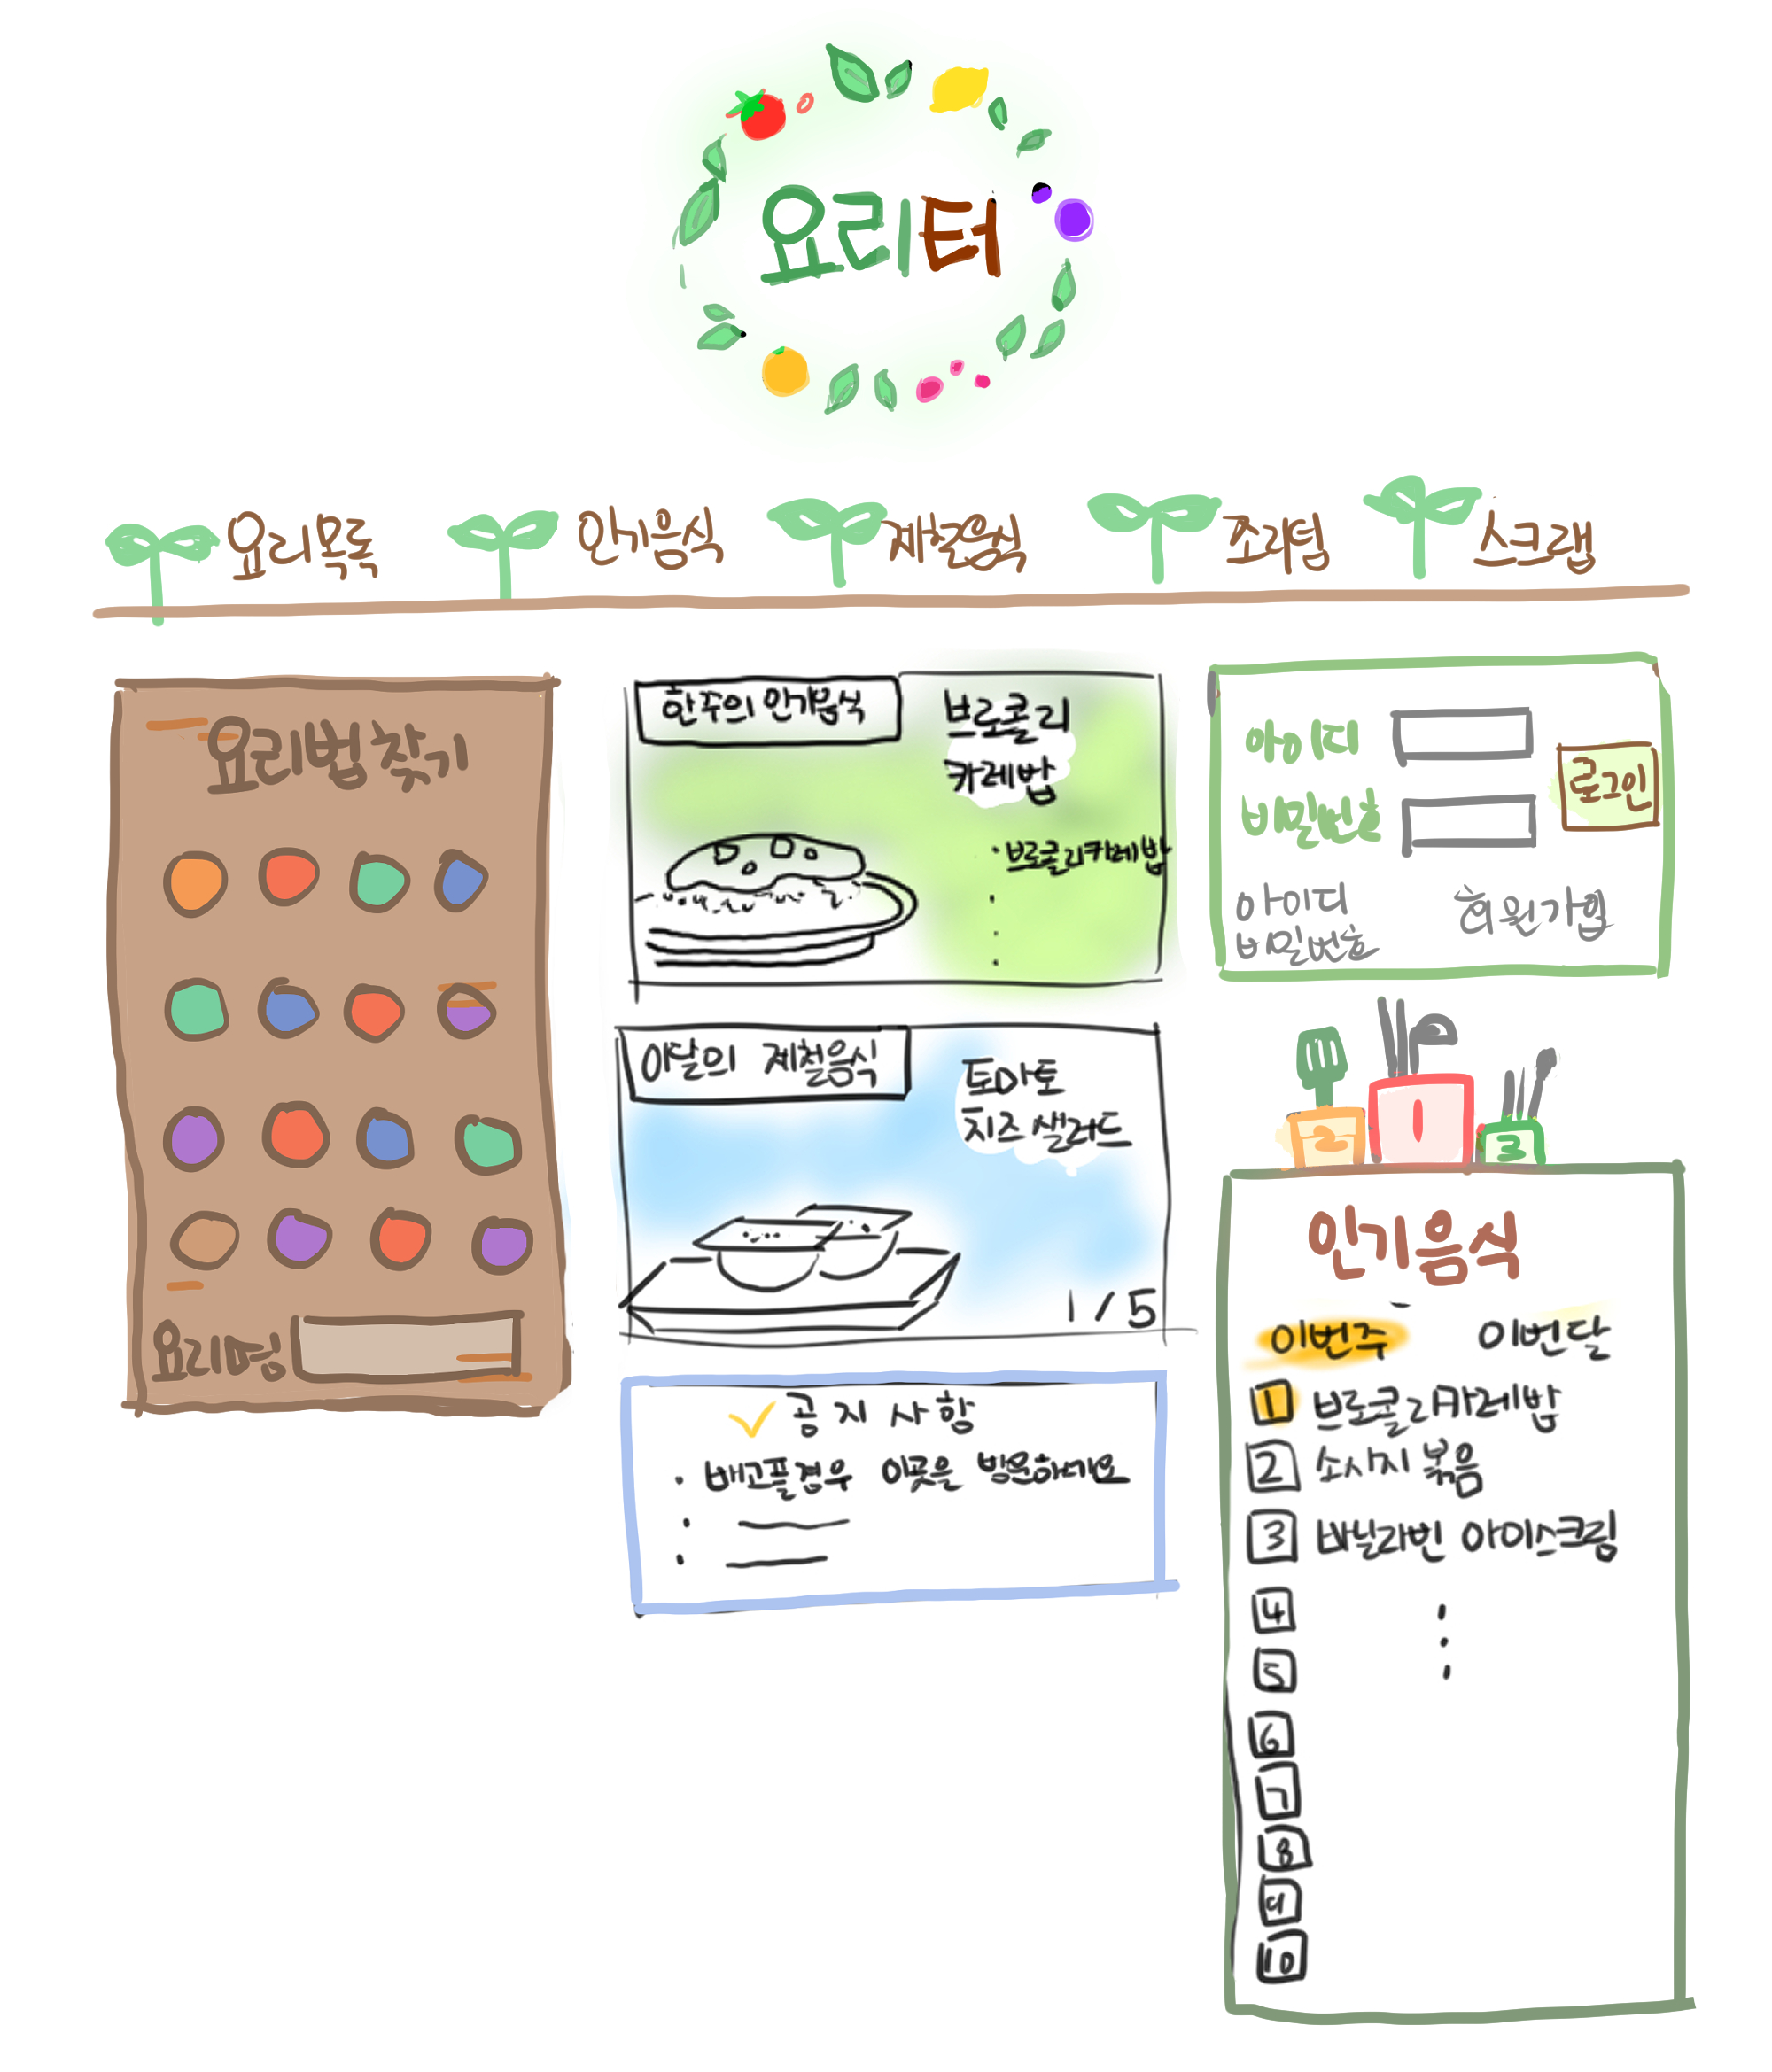 요리터
요리목록
인기음식
제철음식
조리팁
스크랩
요리법 찾기
요리명
한주의 인기음식
브로콜리
카레밥
· 브로콜리카레밥
이달의 제철음식
토마토
치즈 샐러드
1/5
공지사항
· 배고플경우 이곳을 방문하세요
아이디
비밀번호
로그인
아이디
비밀번호
회원가입
2
1
3
인기음식
이번주 이번달
1 브로콜리카레밥
2 소시지 볶음
3 바닐라빈 아이스크림
4
5
6
7
8
9
10